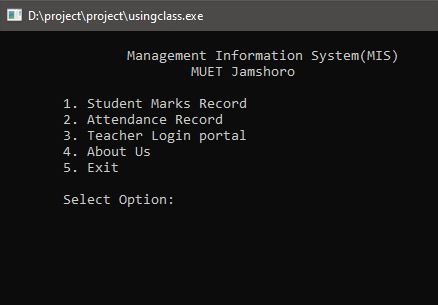 D:\project\project\usingclass.exe
Management Information System(MIS)
MUET Jamshoro
1. Student Marks Record
2. Attendance Record
3. Teacher Login portal
4. About Us
5. Exit
Select Option: